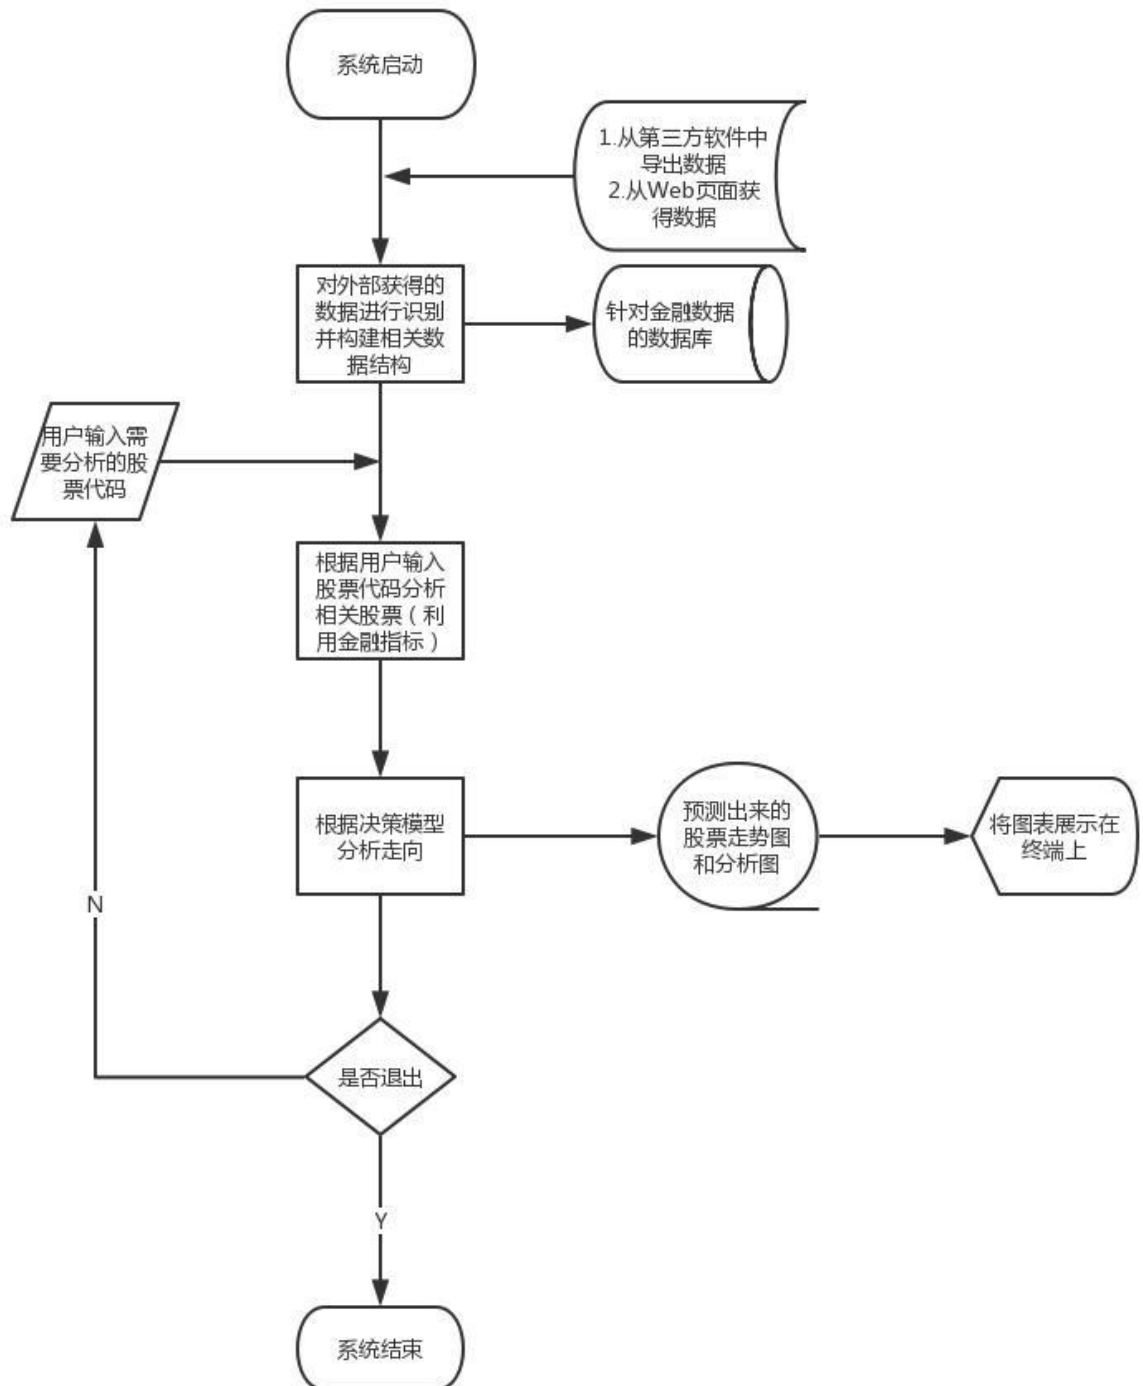 系统启动
1.从第三方软件中
导出数据
2.从Web页面获
得数据
对外部获得的
数据进行识别
并构建相关数
据结构
针对金融数据
的数据库
用户输入需
要分析的股
票代码
根据用户输入
股票代码分析
相关股票（利
用金融指标）
根据决策模型
分析走向
预测出来的
股票走势图
和分析图
将图表展示在
终端上
N
是否退出
Y
系统结束